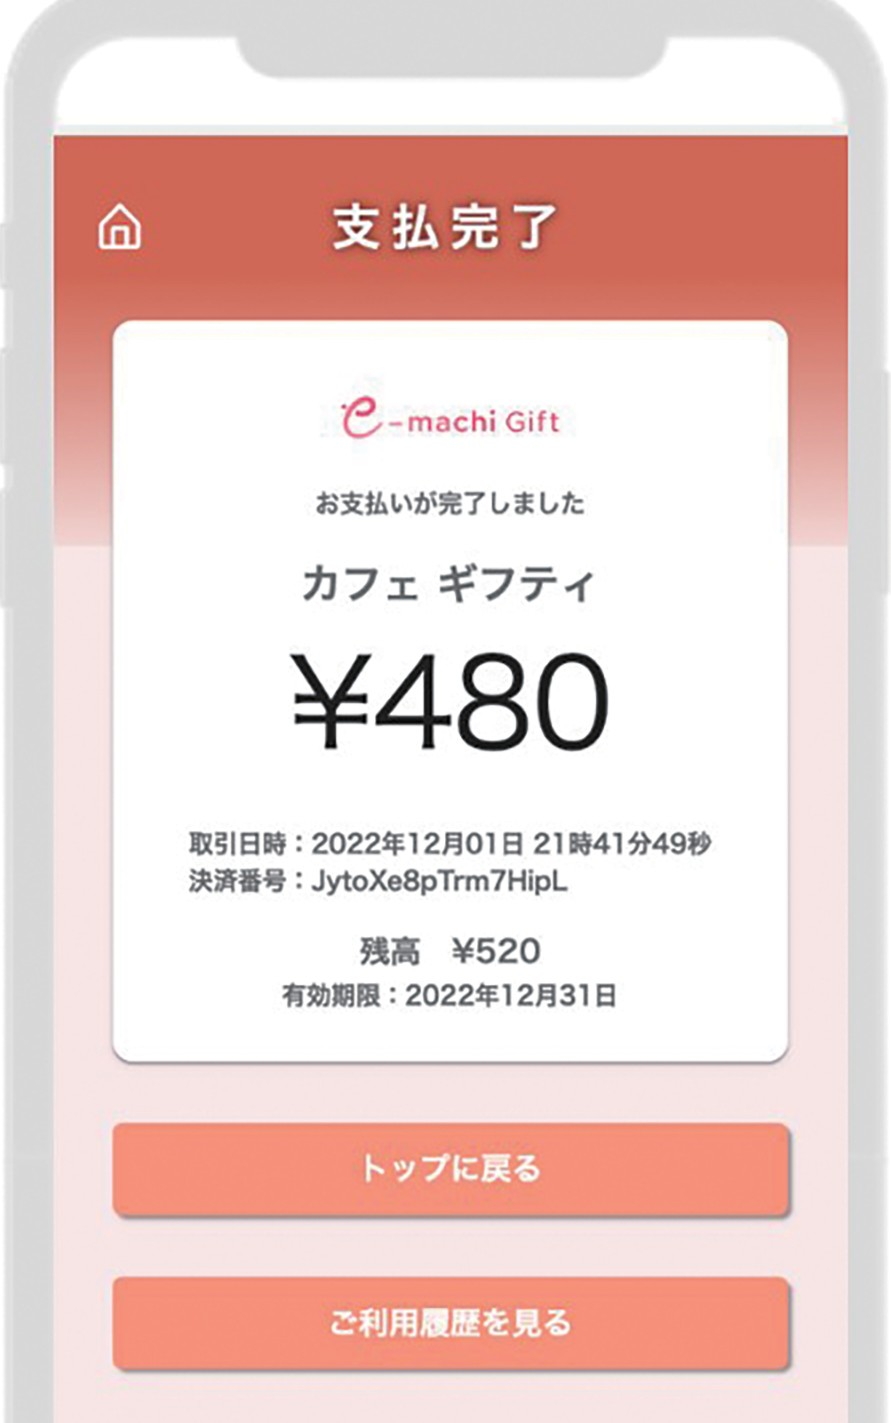 支払完了
e-machi Gift
お支払いが完了しました
カフェ ギフティ
¥480
取引日時：2022年12月01日 21時41分49秒
決済番号：JytoXe8pTrm7HipL
残高　¥520
有効期限：2022年12月31日
トップに戻る
ご利用履歴を見る